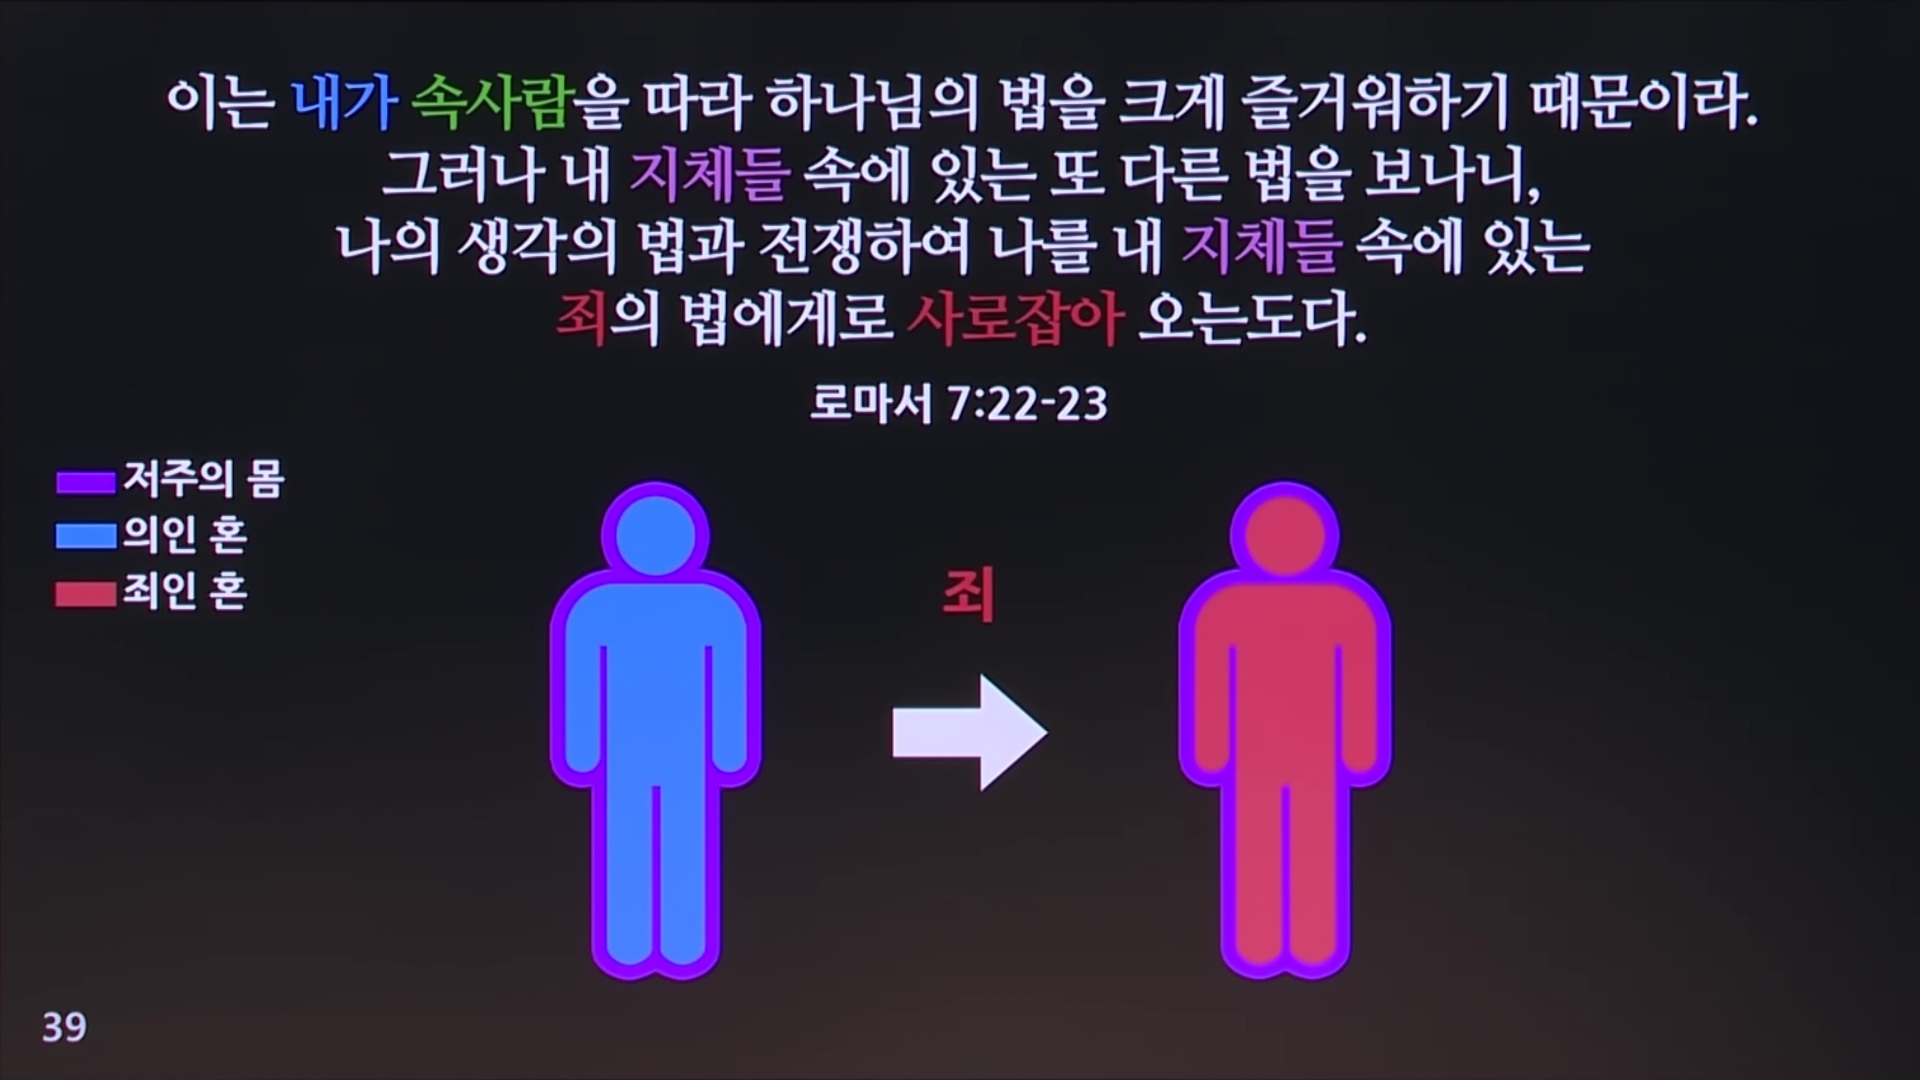 이는 내가 속사람을 따라 하나님의 법을 크게 즐거워하기 때문이라.
그러나 내 지체들 속에 있는 또 다른 법을 보나니,
나의 생각의 법과 전쟁하여 나를 내 지체들 속에 있는
죄의 법에게로 사로잡아 오는도다.
로마서 7:22-23
저주의 몸
의인 혼
죄인 혼
죄
39